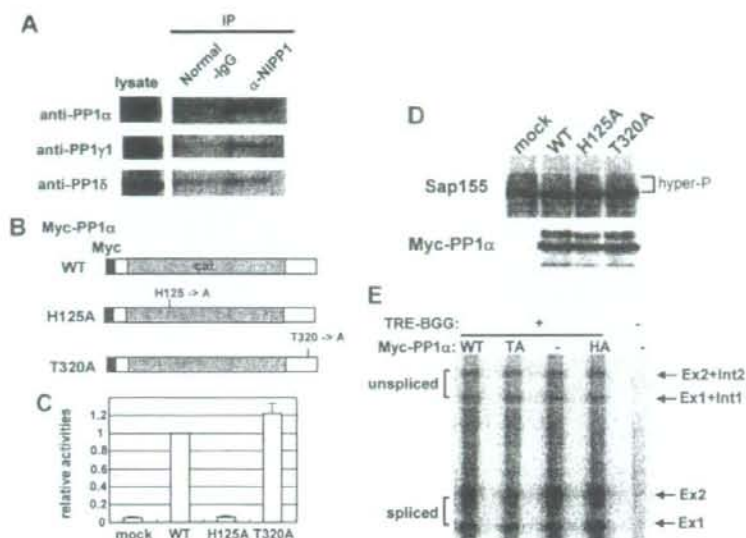 A
IP
lysate
Normal
-IgG
α-NIPP1
anti-PP1α
anti-PP1γ1
anti-PP1δ
B
Myc-PP1α
Myc
WT
cat.
H125 -> A
H125A
T320 -> A
T320A
C
relative activities
1.2
1
0.8
0.6
0.4
0.2
0
mock WT H125A T320A
D
mock WT H125A T320A
Sap155
hyper-P
Myc-PP1α
E
TRE-BGG: + -
Myc-PP1α: WT TA - HA -
unspliced
Ex2+Int2
Ex1+Int1
spliced
Ex2
Ex1